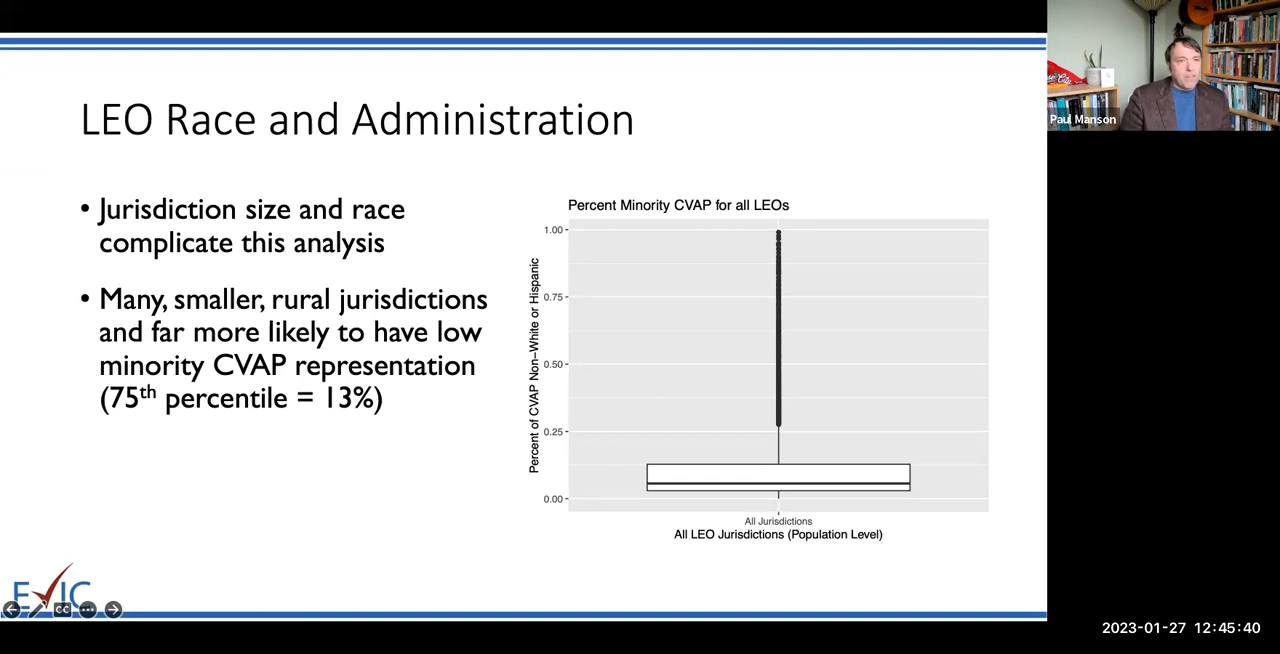 LEO Race and Administration
• Jurisdiction size and race
complicate this analysis
• Many, smaller, rural jurisdictions
and far more likely to have low
minority CVAP representation
(75th percentile = 13%)
Percent Minority CVAP for all LEOs
Percent of CVAP Non–White or Hispanic
1.00
0.75
0.50
0.25
0.00
All Jurisdictions
All LEO Jurisdictions (Population Level)
EVIC
CC
Paul Manson
2023-01-27 12:45:40